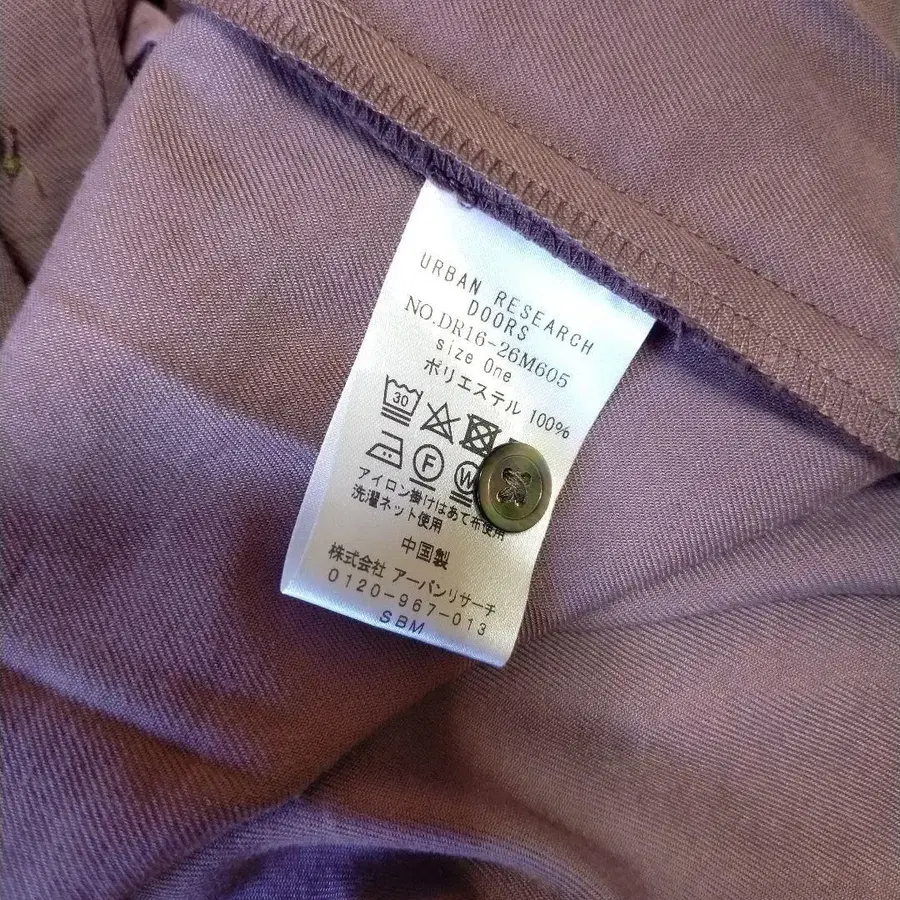 URBAN RESEARCH
DOORS
NO.DR16-26M605
size One
ポリエステル 100%
30
F
W
アイロン掛けはあて布使用
洗濯ネット使用
中国製
株式会社 アーバンリサーチ
0120-967-013
SBM